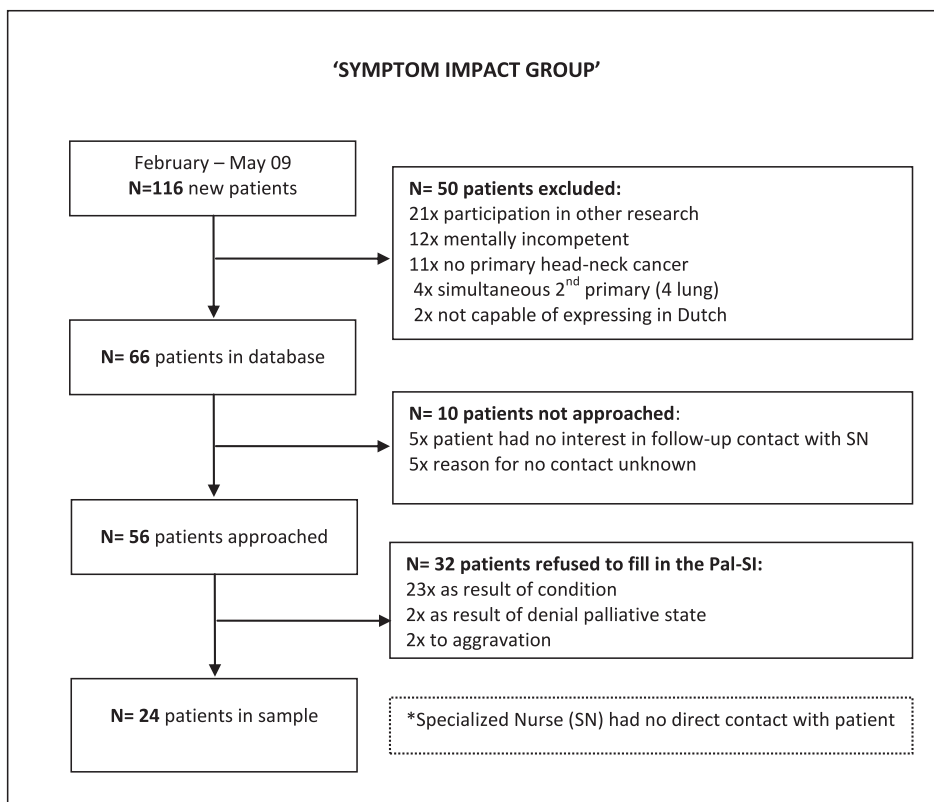 ‘SYMPTOM IMPACT GROUP’
February – May 09
N=116 new patients
N= 50 patients excluded:
21x participation in other research
12x mentally incompetent
11x no primary head-neck cancer
4x simultaneous 2nd primary (4 lung)
2x not capable of expressing in Dutch
N= 66 patients in database
N= 10 patients not approached:
5x patient had no interest in follow-up contact with SN
5x reason for no contact unknown
N= 56 patients approached
N= 32 patients refused to fill in the Pal-SI:
23x as result of condition
2x as result of denial palliative state
2x to aggravation
N= 24 patients in sample
*Specialized Nurse (SN) had no direct contact with patient